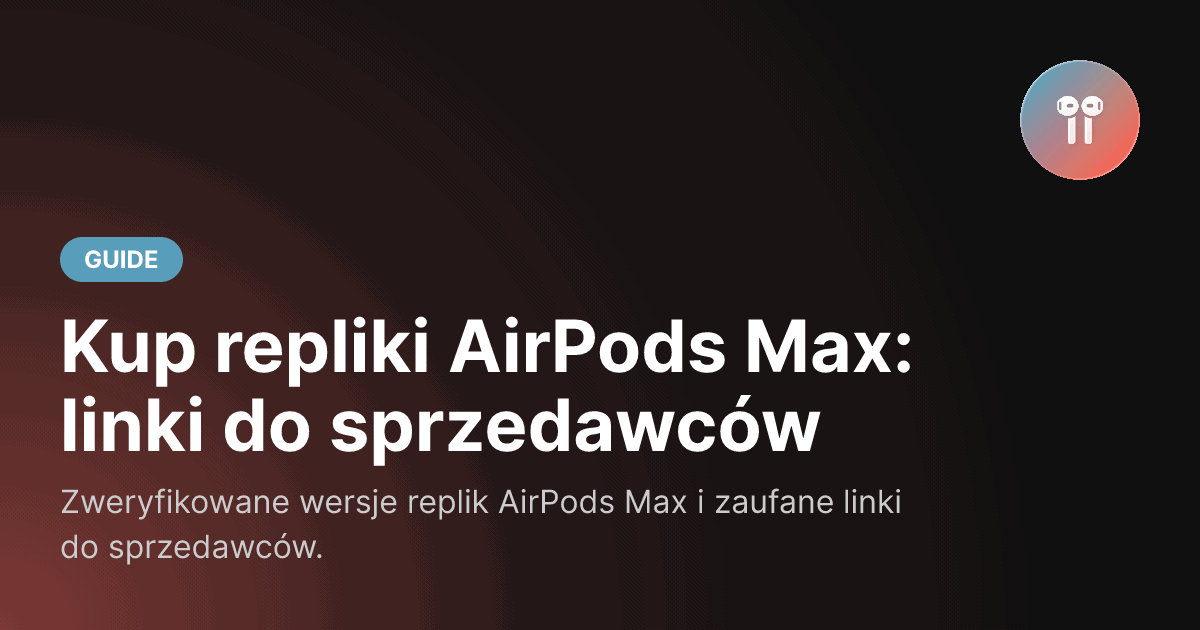 GUIDE
Kup repliki AirPods Max:
linki do sprzedawców
Zweryfikowane wersje replik AirPods Max i zaufane linki
do sprzedawców.